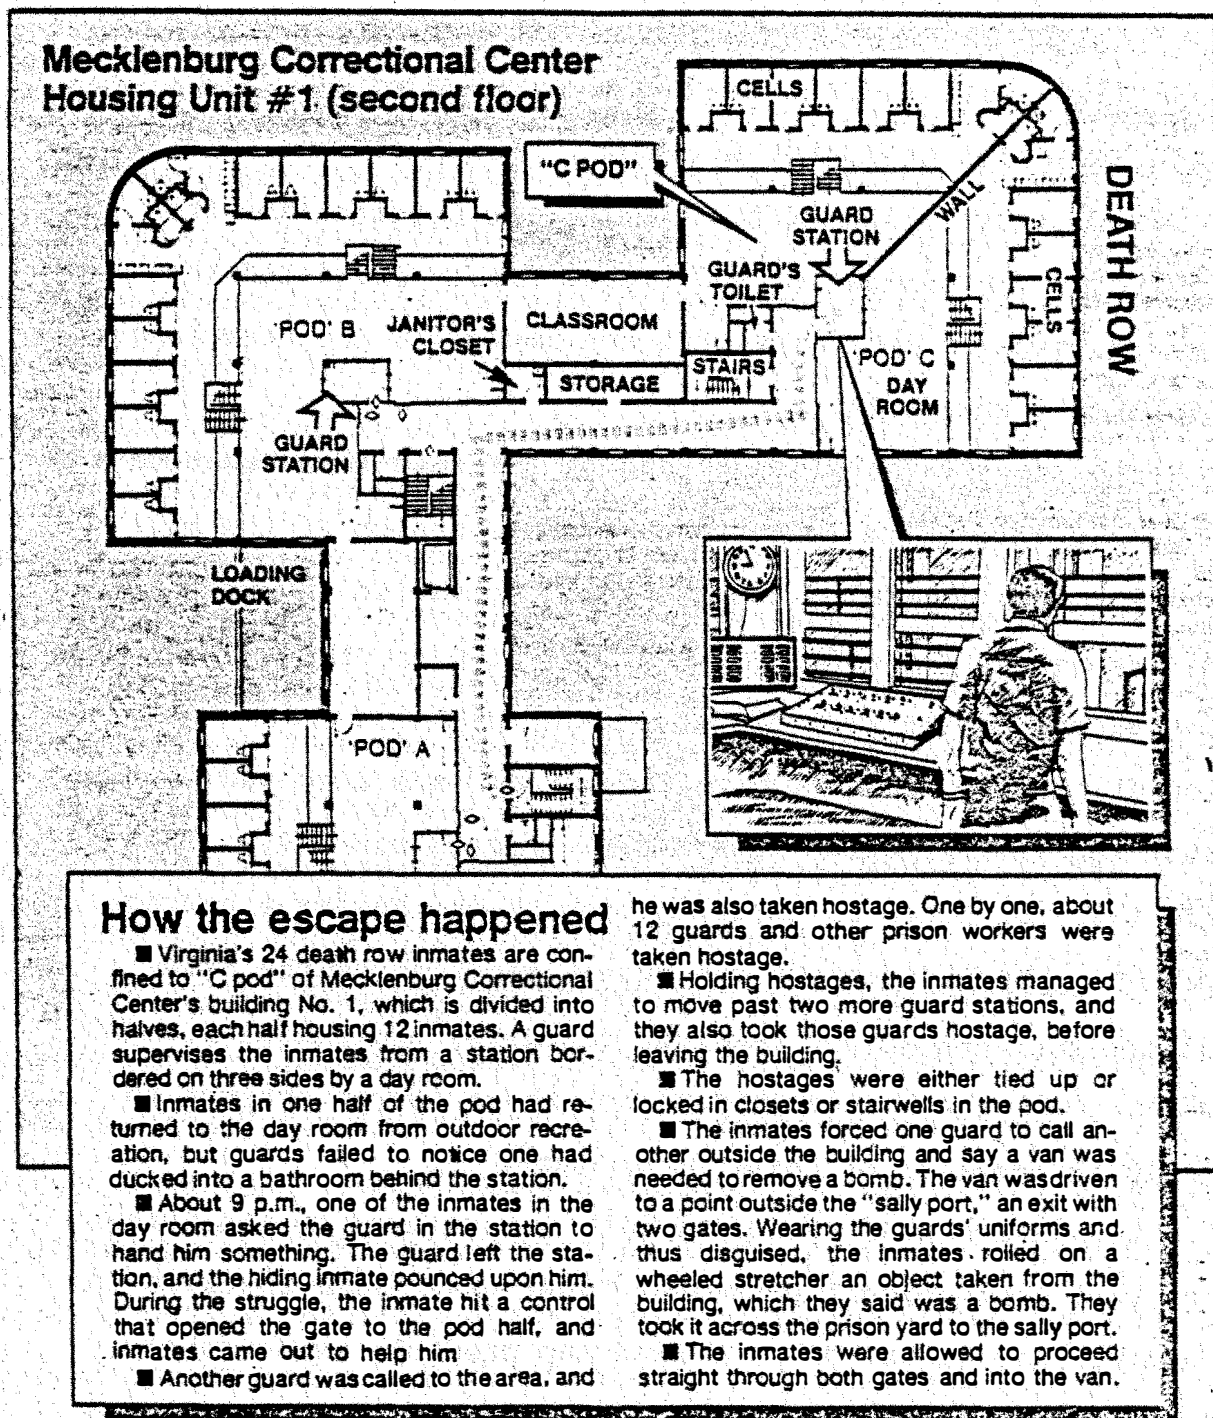 Mecklenburg Correctional Center
Housing Unit #1 (second floor)
CELLS
"C POD"
GUARD
STATION
WALL
DEATH ROW
GUARD'S
TOILET
CELLS
'POD' B
JANITOR'S
CLOSET
CLASSROOM
STORAGE
STAIRS
'POD' C
DAY
ROOM
GUARD
STATION
LOADING
DOCK
'POD' A
How the escape happened
■ Virginia's 24 death row inmates are con-
fined to "C pod" of Mecklenburg Correctional
Center's building No. 1, which is divided into
halves, each half housing 12 inmates. A guard
supervises the inmates from a station bor-
dered on three sides by a day room.
■ Inmates in one half of the pod had re-
turned to the day room from outdoor recre-
ation, but guards failed to notice one had
ducked into a bathroom behind the station.
■ About 9 p.m., one of the inmates in the
day room asked the guard in the station to
hand him something. The guard left the sta-
tion, and the hiding inmate pounced upon him.
During the struggle, the inmate hit a control
that opened the gate to the pod half, and
inmates came out to help him
■ Another guard was called to the area, and
he was also taken hostage. One by one, about
12 guards and other prison workers were
taken hostage.
■ Holding hostages, the inmates managed
to move past two more guard stations, and
they also took those guards hostage, before
leaving the building.
■ The hostages were either tied up or
locked in closets or stairwells in the pod.
■ The inmates forced one guard to call an-
other outside the building and say a van was
needed to remove a bomb. The van was driven
to a point outside the "sally port," an exit with
two gates. Wearing the guards' uniforms and
thus disguised, the inmates rolled on a
wheeled stretcher an object taken from the
building, which they said was a bomb. They
took it across the prison yard to the sally port.
■ The inmates were allowed to proceed
straight through both gates and into the van.